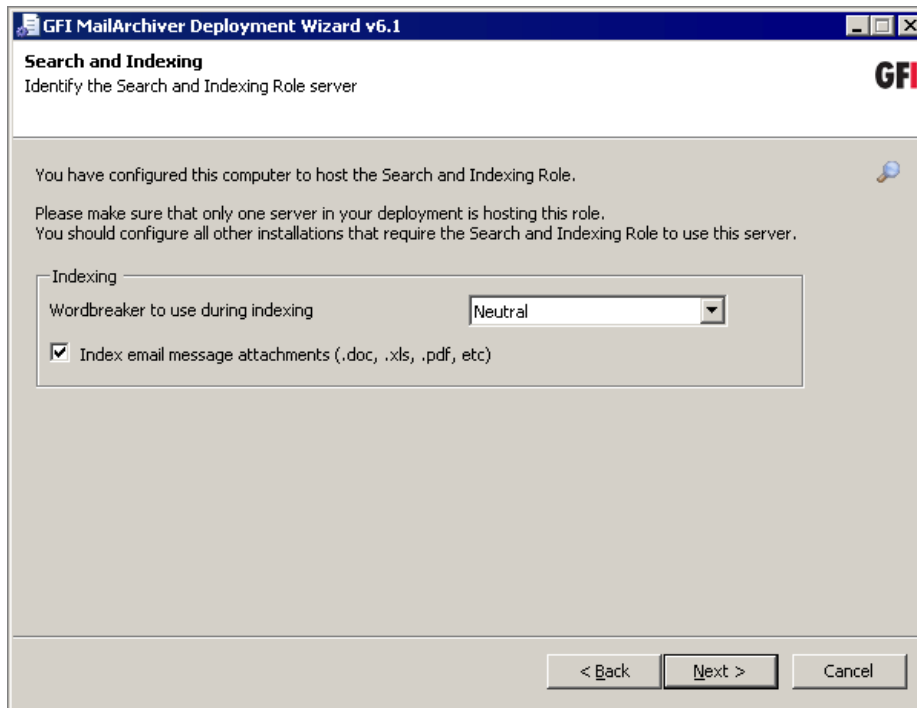 GFI MailArchiver Deployment Wizard v6.1
Search and Indexing
Identify the Search and Indexing Role server
GFI
You have configured this computer to host the Search and Indexing Role.
Please make sure that only one server in your deployment is hosting this role.
You should configure all other installations that require the Search and Indexing Role to use this server.
Indexing
Wordbreaker to use during indexing
Neutral
Index email message attachments (.doc, .xls, .pdf, etc)
< Back
Next >
Cancel